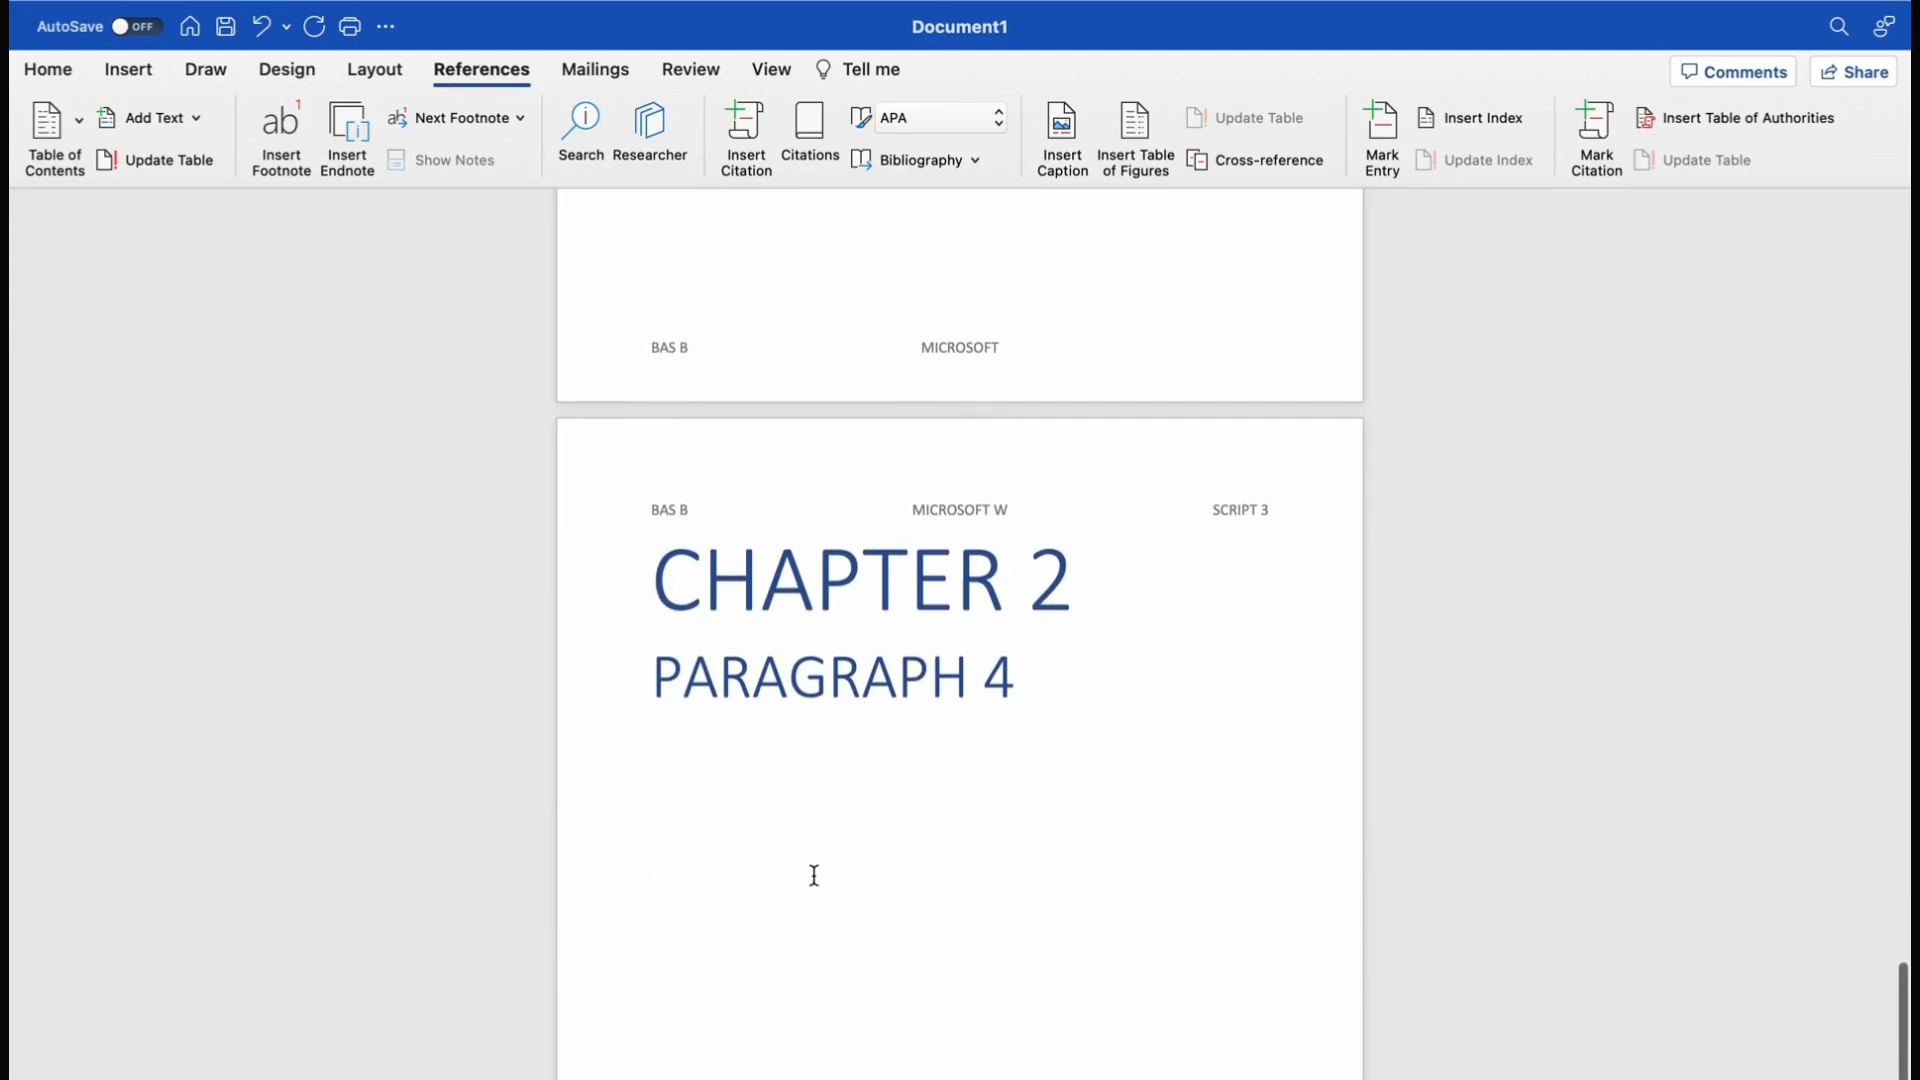 AutoSave OFF Document1
Home Insert Draw Design Layout References Mailings Review View Tell me Comments Share
Table of Contents Add Text Update Table
ab 1 Insert Footnote Insert Endnote ab Next Footnote Show Notes
Search Researcher
Insert Citation Citations APA Bibliography
Insert Caption Insert Table of Figures Update Table Cross-reference
Mark Entry Insert Index Update Index
Mark Citation Insert Table of Authorities Update Table
BAS B MICROSOFT
BAS B MICROSOFT W SCRIPT 3
CHAPTER 2
PARAGRAPH 4